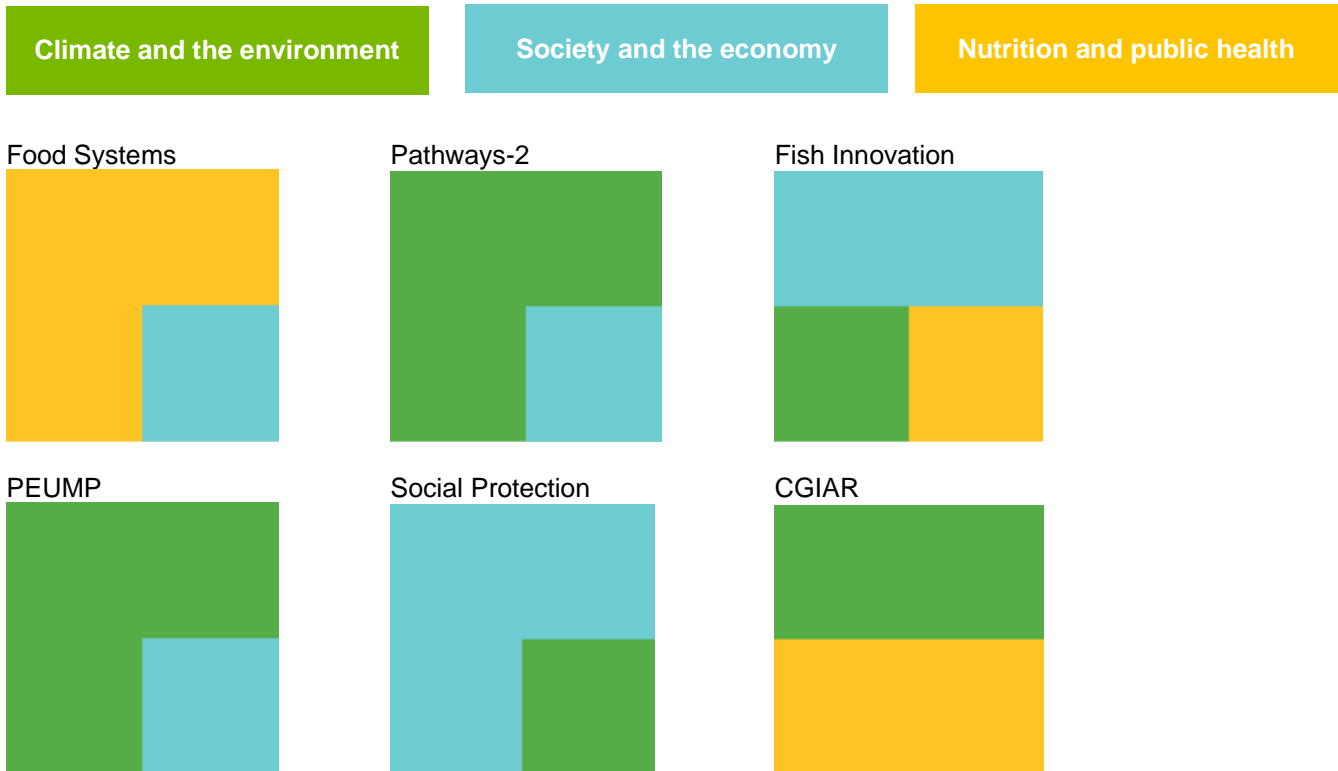 Climate and the environment
Society and the economy
Nutrition and public health
Food Systems
Pathways-2
Fish Innovation
PEUMP
Social Protection
CGIAR